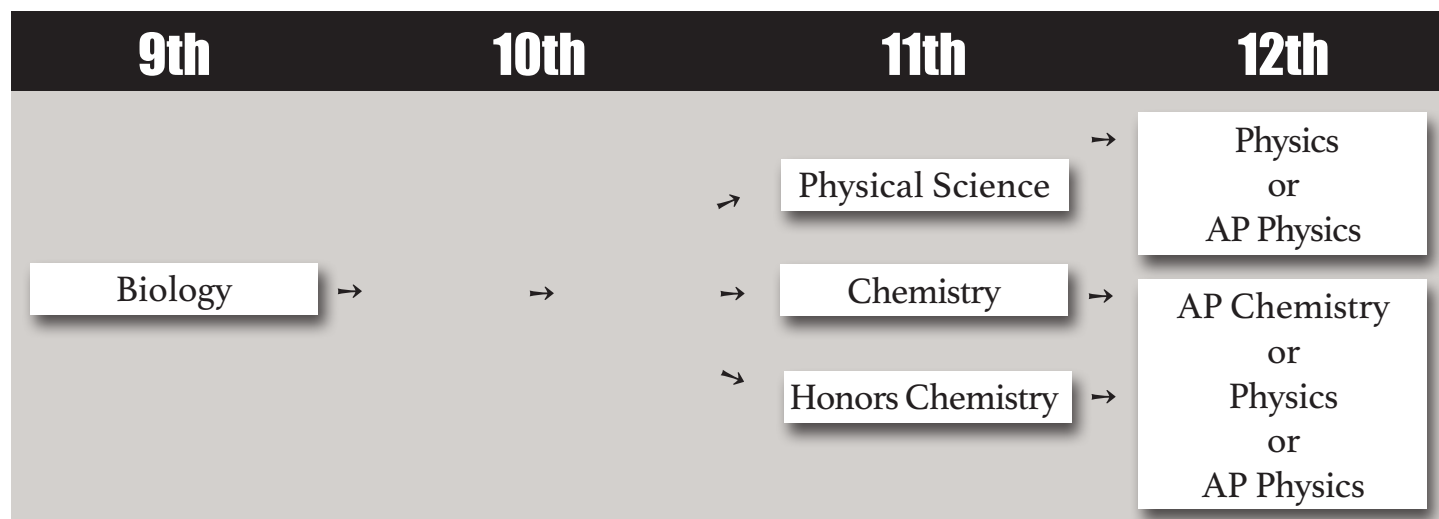 9th 10th 11th 12th
Biology
Physical Science
Chemistry
Honors Chemistry
Physics
or
AP Physics
AP Chemistry
or
Physics
or
AP Physics